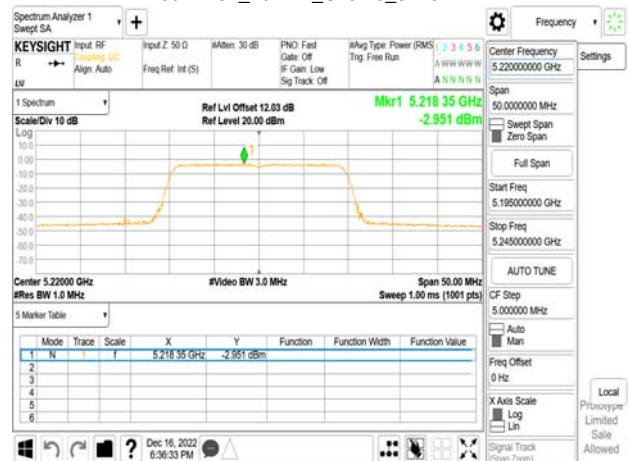 Spectrum Analyzer 1
Swept SA
Frequency
KEYSIGHT
R
Input: RF
Coupling: DC
Align: Auto
Input Z: 50 Ω
Freq Ref: Int (S)
#Atten: 30 dB
PNO: Fast
Gate: Off
IF Gain: Low
Sig Track: Off
#Avg Type: Power (RMS
Trig: Free Run
1 2 3 4 5 6
A W W W W W
A N N N N N
1 Spectrum
Scale/Div 10 dB
Log
Ref Lvl Offset 12.03 dB
Ref Level 20.00 dBm
Mkr1 5.218 35 GHz
-2.951 dBm
1
10.0
0.00
-10.0
-20.0
-30.0
-40.0
-50.0
-60.0
-70.0
Center 5.22000 GHz
#Res BW 1.0 MHz
#Video BW 3.0 MHz
Span 50.00 MHz
Sweep 1.00 ms (1001 pts)
5 Marker Table
Mode Trace Scale X Y Function Function Width Function Value
1 N 1 f 5.218 35 GHz -2.951 dBm
2
3
4
5
6
Dec 16, 2022
6:36:33 PM
Center Frequency
5.220000000 GHz
Settings
Span
50.0000000 MHz
Swept Span
Zero Span
Full Span
Start Freq
5.195000000 GHz
Stop Freq
5.245000000 GHz
AUTO TUNE
CF Step
5.000000 MHz
Auto
Man
Freq Offset
0 Hz
X Axis Scale
Log
Lin
Signal Track
(Span Zoom)
Local
Prototype
Limited
Sale
Allowed